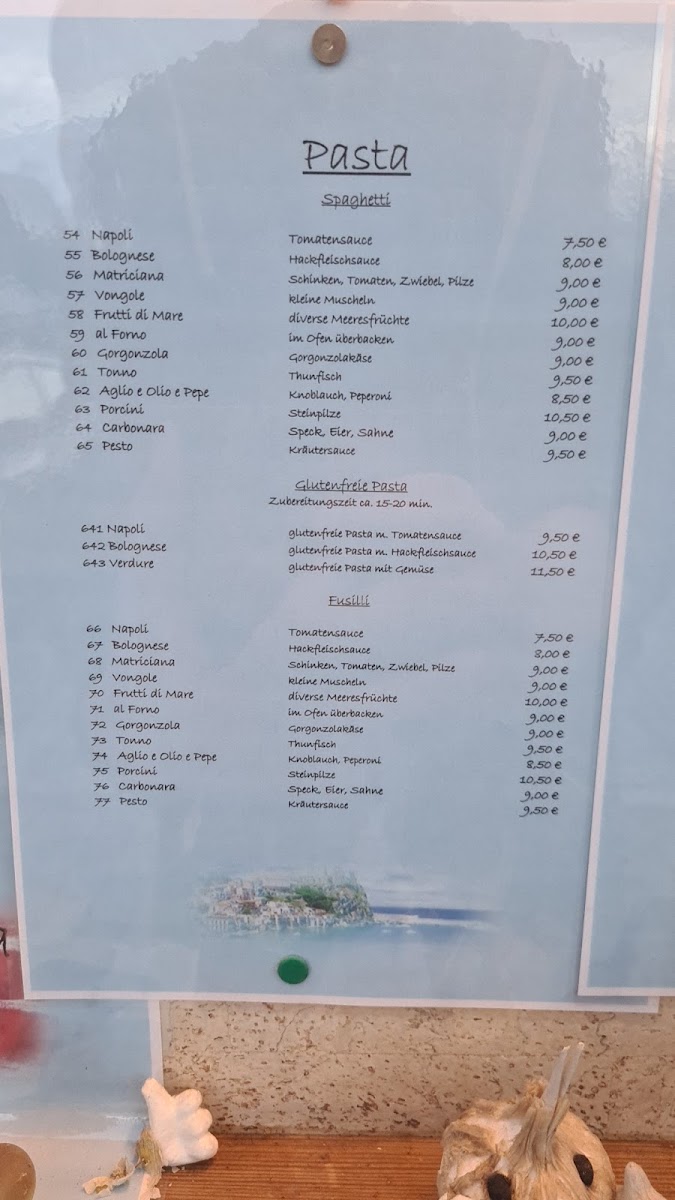 Pasta
Spaghetti
54 Napoli Tomatensauce 7,50 €
55 Bolognese Hackfleischsauce 8,00 €
56 Matriciana Schinken, Tomaten, Zwiebel, Pilze 9,00 €
57 Vongole kleine Muscheln 9,00 €
58 Frutti di Mare diverse Meeresfrüchte 10,00 €
59 al Forno im Ofen überbacken 9,00 €
60 Gorgonzola Gorgonzolakäse 9,00 €
61 Tonno Thunfisch 9,50 €
62 Aglio e Olio e Pepe Knoblauch, Peperoni 8,50 €
63 Porcini Steinpilze 10,50 €
64 Carbonara Speck, Eier, Sahne 9,00 €
65 Pesto Kräutersauce 9,50 €
Glutenfreie Pasta
Zubereitungszeit ca. 15-20 min.
641 Napoli glutenfreie Pasta m. Tomatensauce 9,50 €
642 Bolognese glutenfreie Pasta m. Hackfleischsauce 10,50 €
643 Verdure glutenfreie Pasta mit Gemüse 11,50 €
Fusilli
66 Napoli Tomatensauce 7,50 €
67 Bolognese Hackfleischsauce 8,00 €
68 Matriciana Schinken, Tomaten, Zwiebel, Pilze 9,00 €
69 Vongole kleine Muscheln 9,00 €
70 Frutti di Mare diverse Meeresfrüchte 10,00 €
71 al Forno im Ofen überbacken 9,00 €
72 Gorgonzola Gorgonzolakäse 9,00 €
73 Tonno Thunfisch 9,50 €
74 Aglio e Olio e Pepe Knoblauch, Peperoni 8,50 €
75 Porcini Steinpilze 10,50 €
76 Carbonara Speck, Eier, Sahne 9,00 €
77 Pesto Kräutersauce 9,50 €